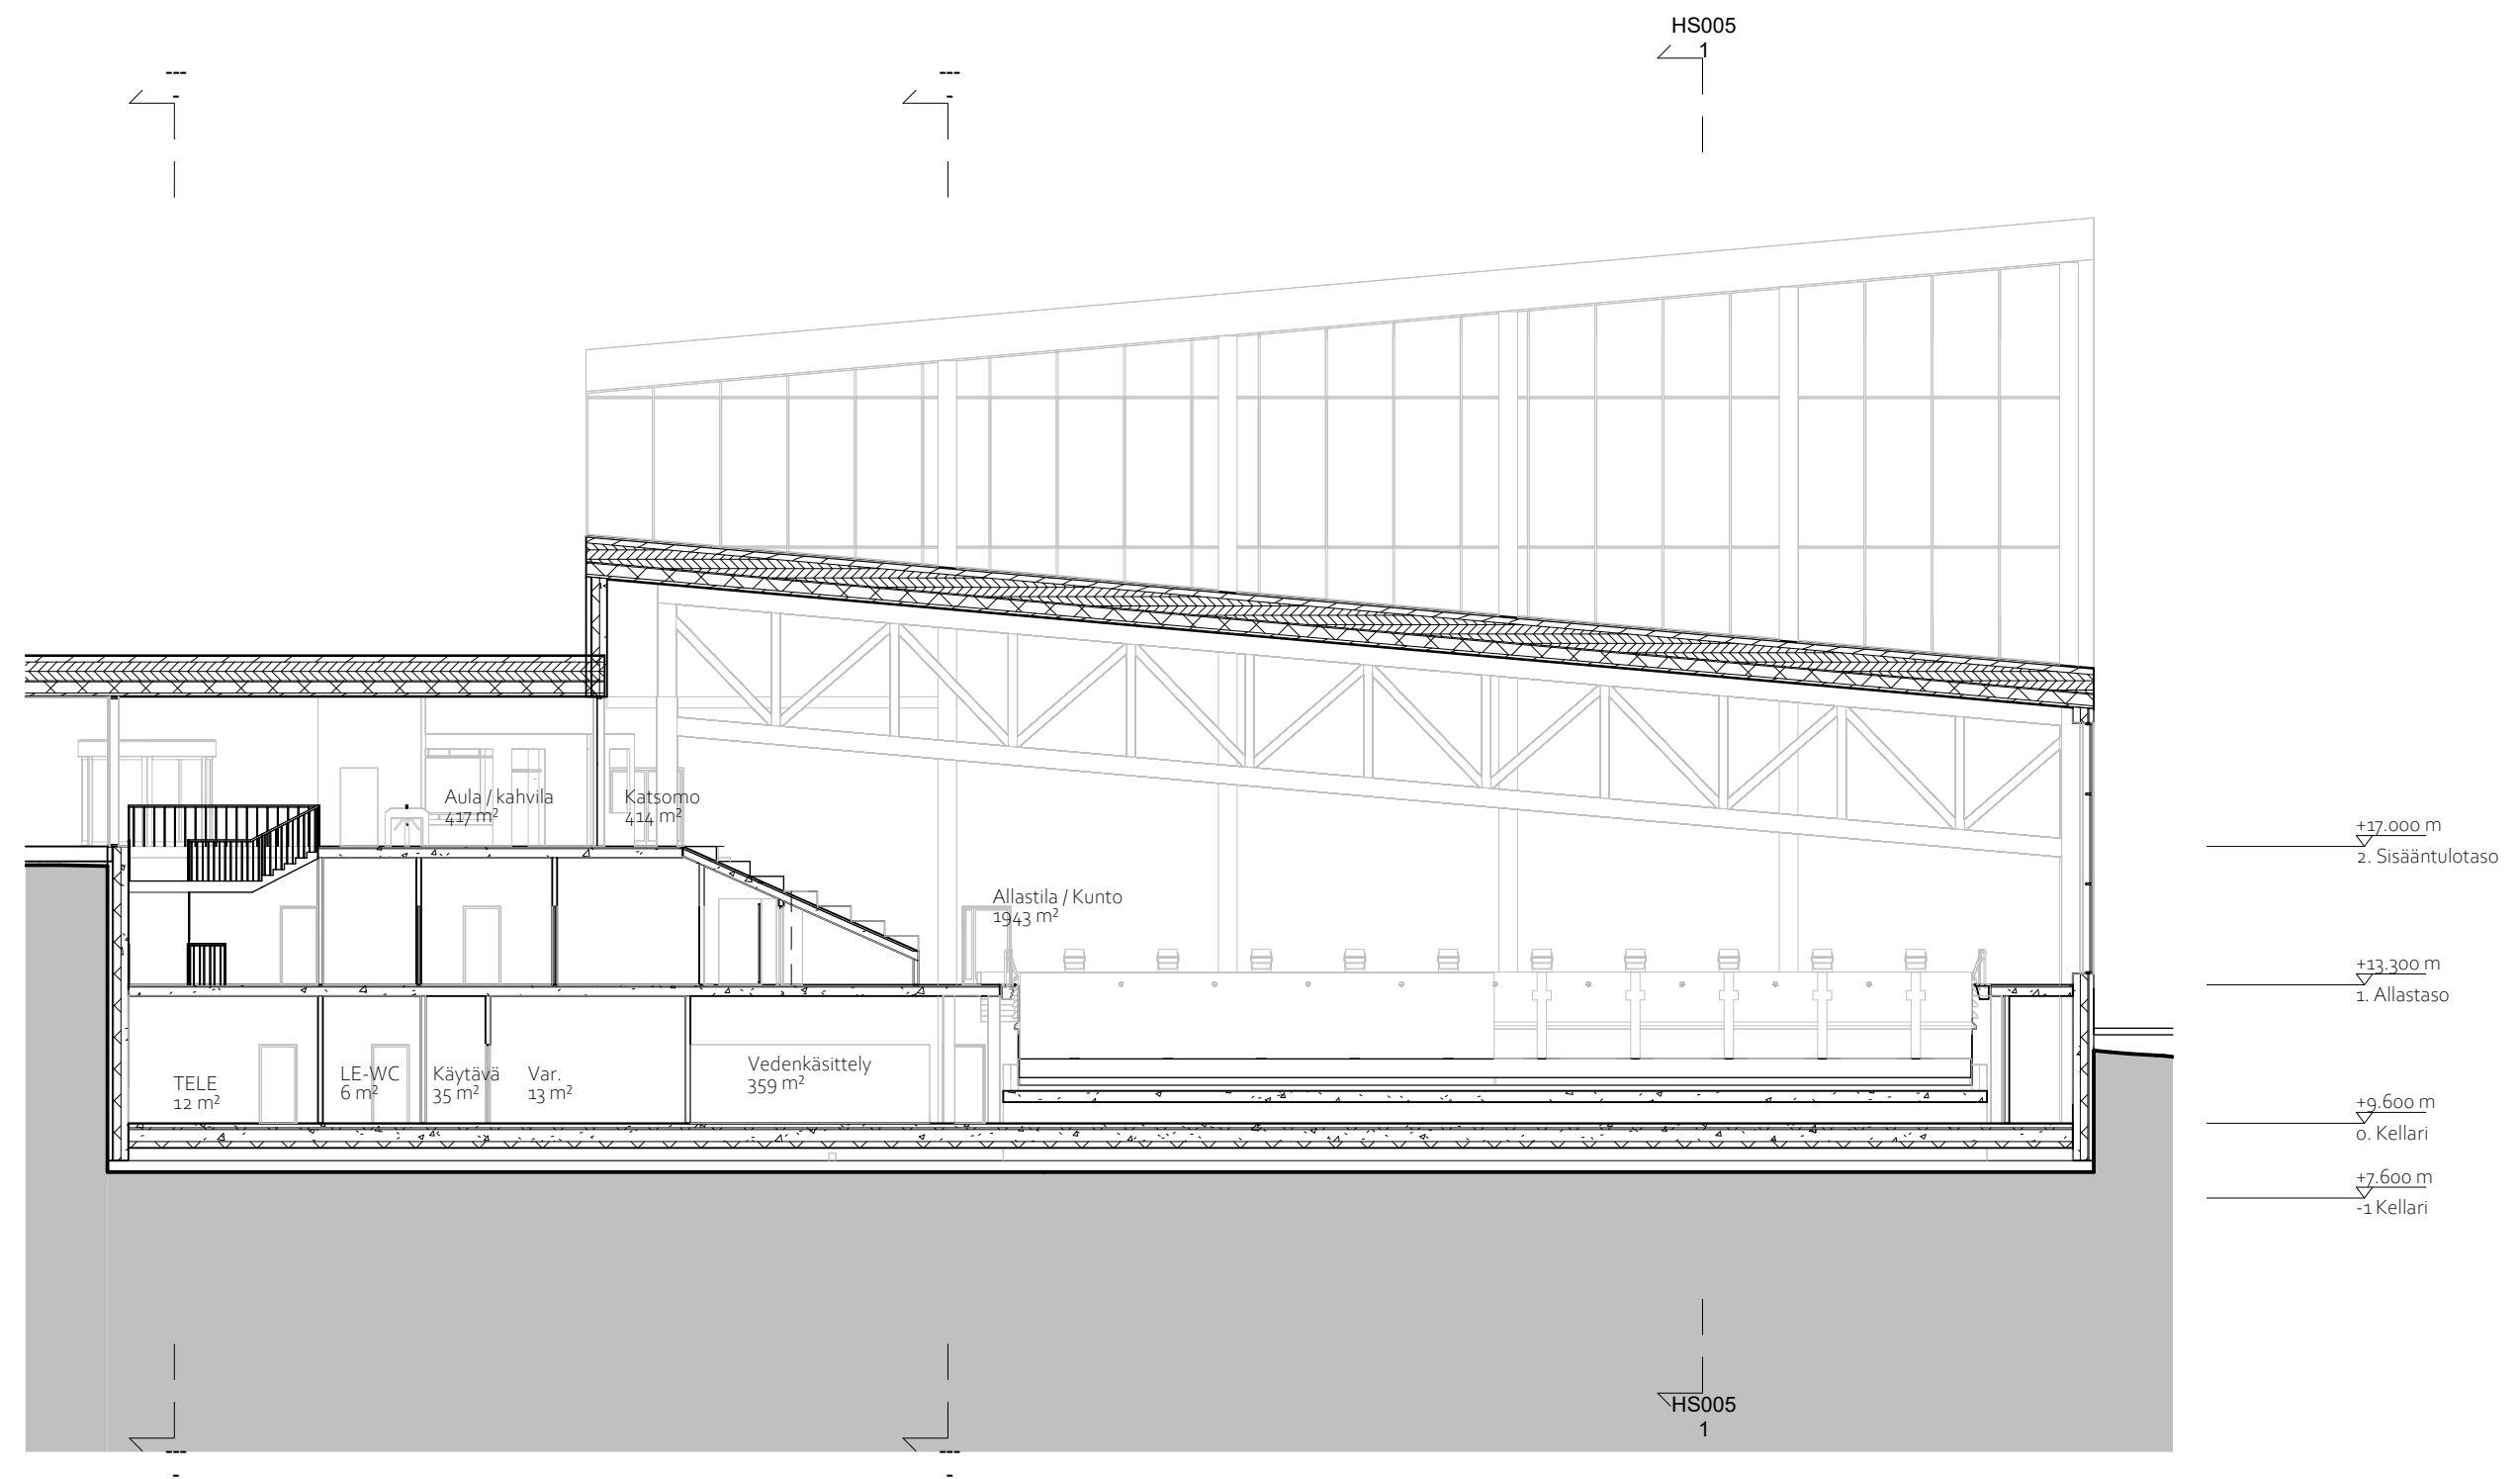 HS005
1
---
-
---
-
Aula / kahvila
417 m²
Katsomo
414 m²
+17.000 m
2. Sisääntulotaso
Allastila / Kunto
1943 m²
+13.300 m
1. Allastaso
TELE
12 m²
LE-WC
6 m²
Käytävä
35 m²
Var.
13 m²
Vedenkäsittely
359 m²
+9.600 m
0. Kellari
+7.600 m
-1 Kellari
HS005
1
---
-
---
-